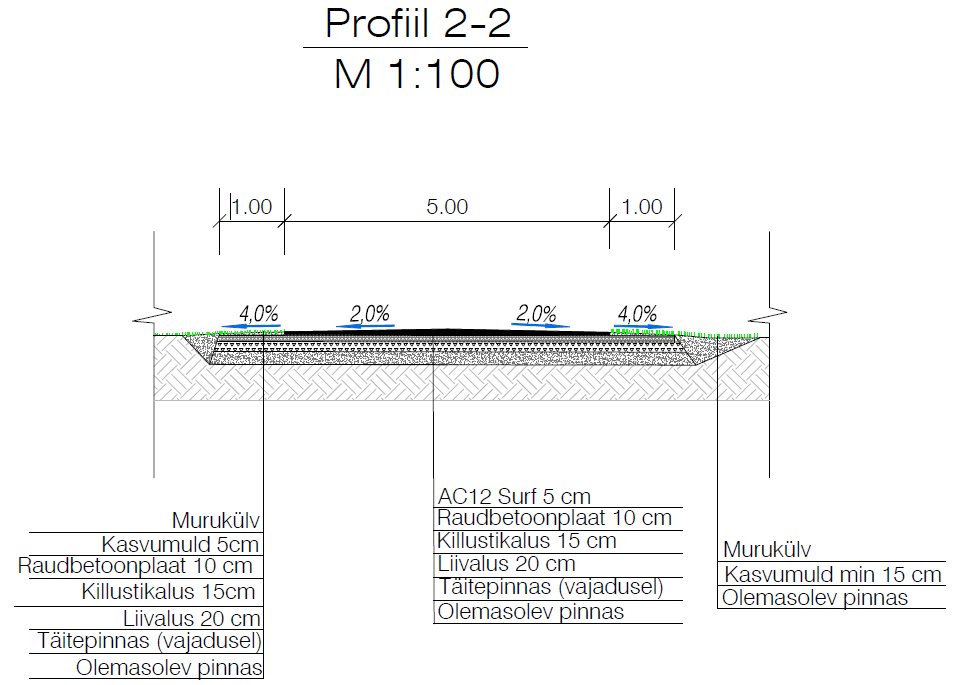 Profiil 2-2
M 1:100
1.00 5.00 1.00
4,0% 2,0% 2,0% 4,0%
Murukülv
Kasvumuld 5cm
Raudbetoonplaat 10 cm
Killustikalus 15cm
Liivalus 20 cm
Täitepinnas (vajadusel)
Olemasolev pinnas
AC12 Surf 5 cm
Raudbetoonplaat 10 cm
Killustikalus 15 cm
Liivalus 20 cm
Täitepinnas (vajadusel)
Olemasolev pinnas
Murukülv
Kasvumuld min 15 cm
Olemasolev pinnas